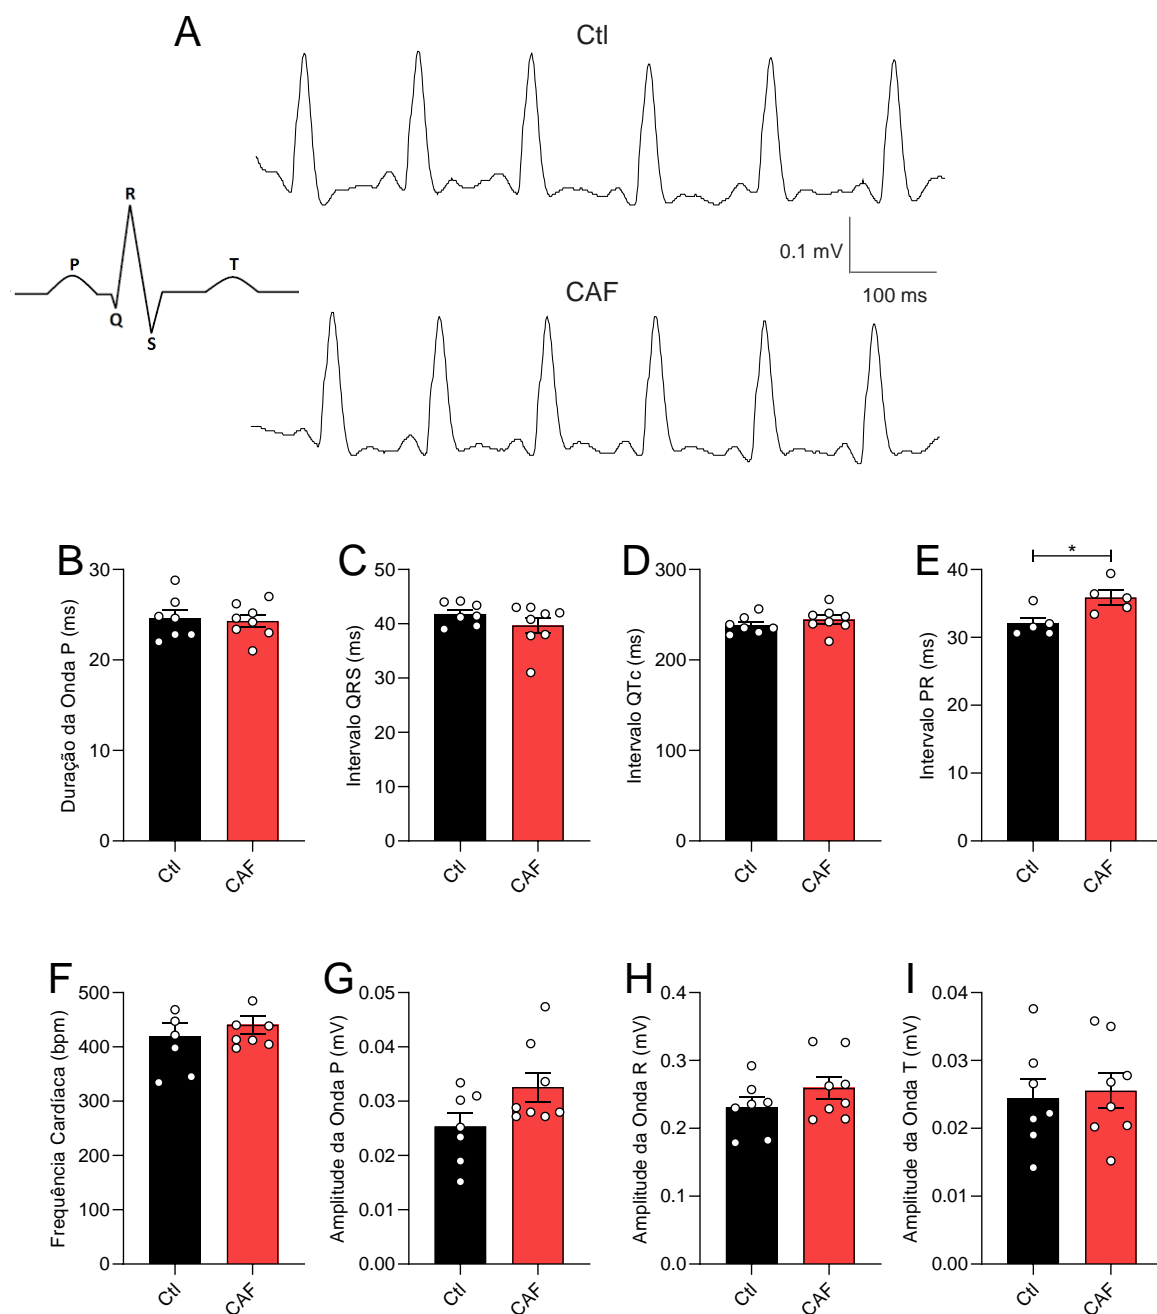 A
Ctl
R
P
T
Q
S
0.1 mV
100 ms
CAF
B
Duração da Onda P (ms)
30
20
10
0
Ctl
CAF
C
Intervalo QRS (ms)
50
40
30
20
10
0
Ctl
CAF
D
Intervalo QTc (ms)
300
200
100
0
Ctl
CAF
E
Intervalo PR (ms)
40
30
20
10
0
*
Ctl
CAF
F
Frequência Cardíaca (bpm)
500
400
300
200
100
0
Ctl
CAF
G
Amplitude da Onda P (mV)
0.05
0.04
0.03
0.02
0.01
0.00
Ctl
CAF
H
Amplitude da Onda R (mV)
0.4
0.3
0.2
0.1
0.0
Ctl
CAF
I
Amplitude da Onda T (mV)
0.04
0.03
0.02
0.01
0.00
Ctl
CAF